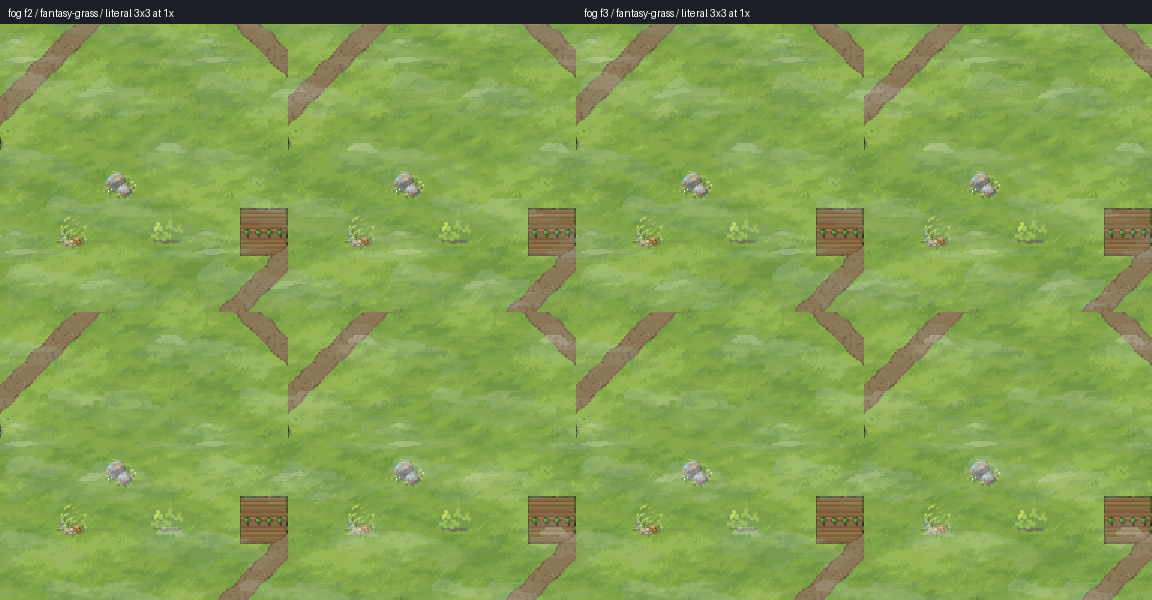 fog f2 / fantasy-grass / literal 3x3 at 1x
fog f3 / fantasy-grass / literal 3x3 at 1x